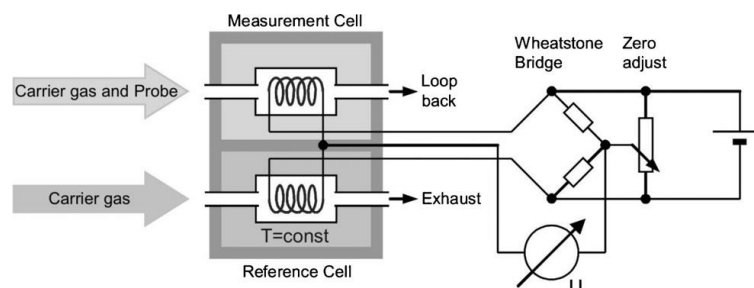 Measurement Cell
Carrier gas and Probe
Loop
back
Wheatstone
Bridge
Zero
adjust
Carrier gas
Exhaust
T=const
Reference Cell